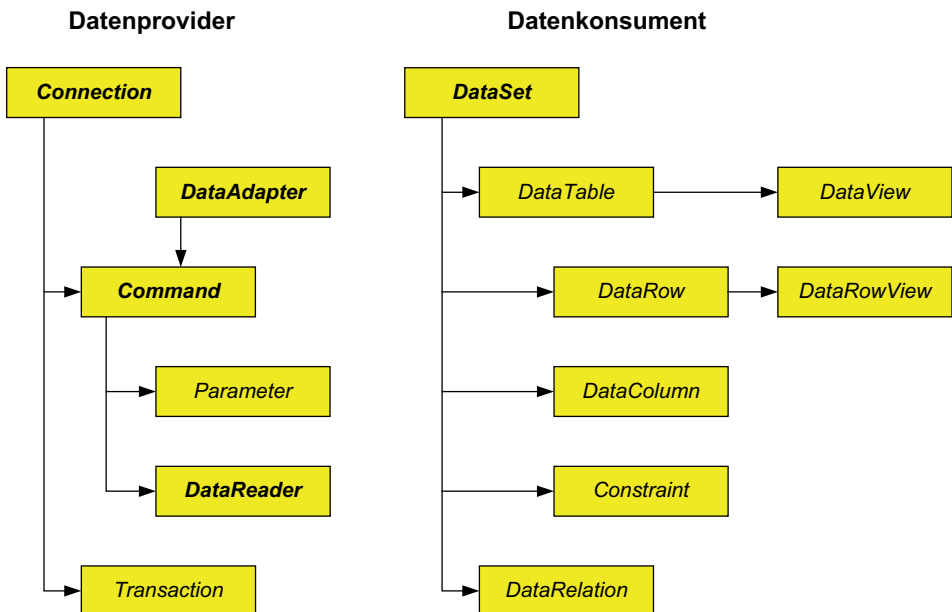 Datenprovider
Datenkonsument
Connection
DataSet
DataAdapter
DataTable
DataView
Command
DataRow
DataRowView
Parameter
DataColumn
DataReader
Constraint
Transaction
DataRelation